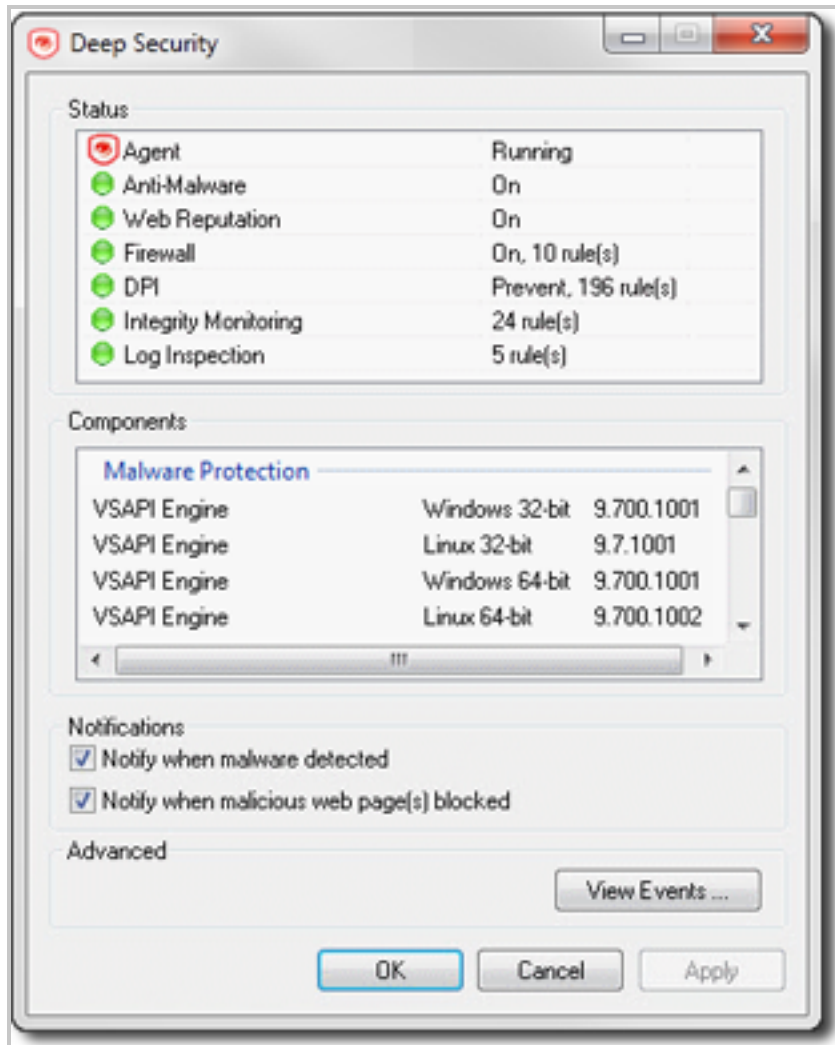 Deep Security
Status
Agent Running
Anti-Malware On
Web Reputation On
Firewall On, 10 rule(s)
DPI Prevent, 196 rule(s)
Integrity Monitoring 24 rule(s)
Log Inspection 5 rule(s)
Components
Malware Protection
VSAPI Engine Windows 32-bit 9.700.1001
VSAPI Engine Linux 32-bit 9.7.1001
VSAPI Engine Windows 64-bit 9.700.1001
VSAPI Engine Linux 64-bit 9.700.1002
Notifications
Notify when malware detected
Notify when malicious web page(s) blocked
Advanced
View Events ...
OK Cancel Apply